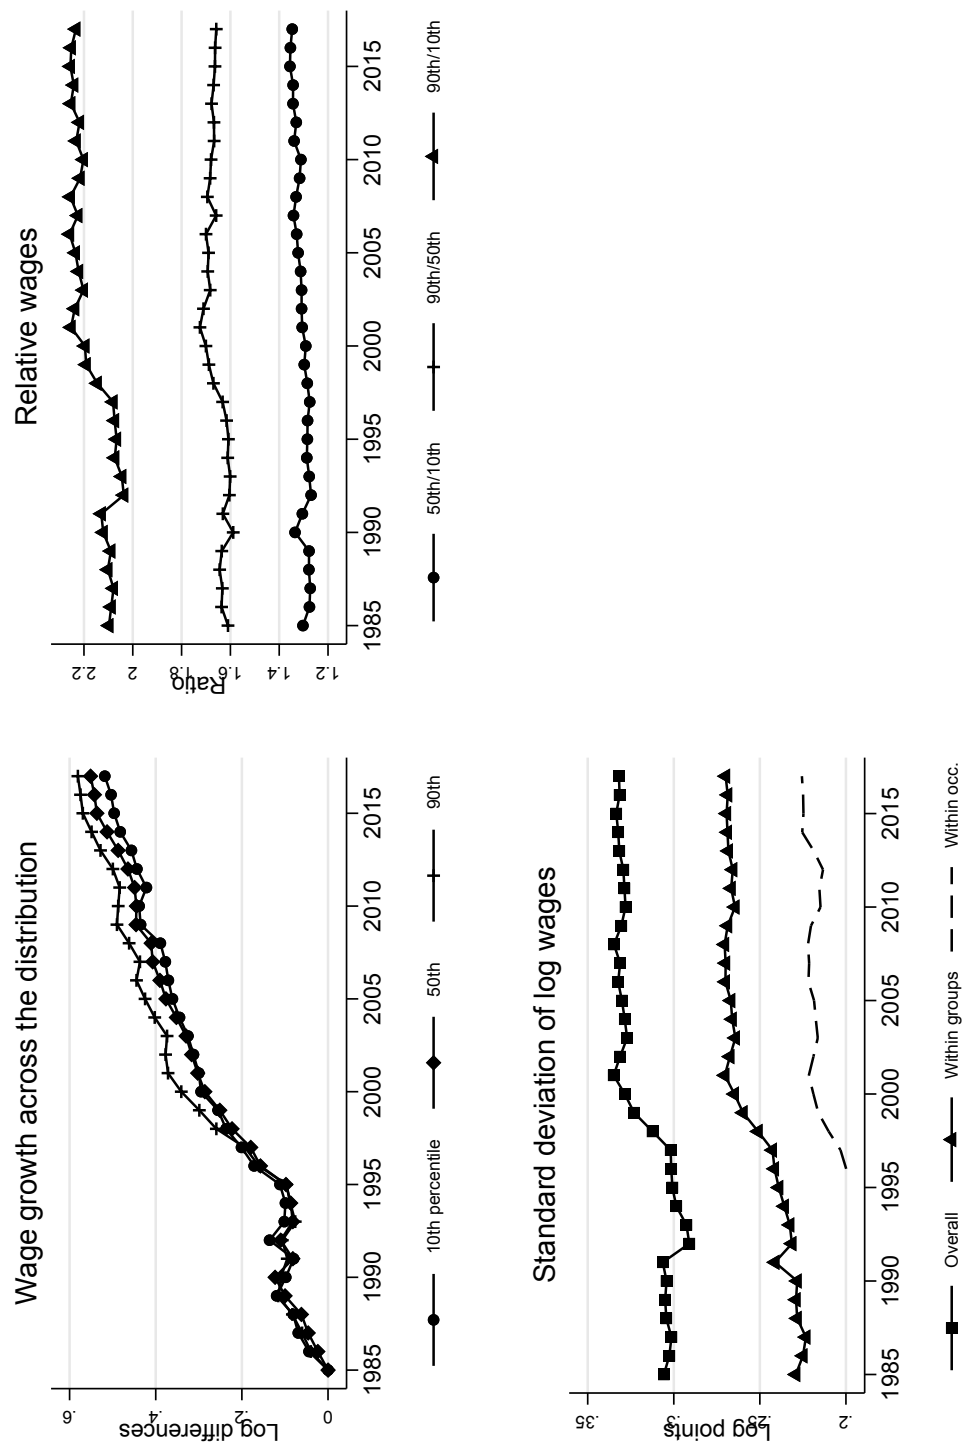 Wage growth across the distribution
Log differences
0
.2
.4
.6
1985 1990 1995 2000 2005 2010 2015
10th percentile 50th 90th
Relative wages
Ratio
1.2
1.4
1.6
1.8
2
2.2
1985 1990 1995 2000 2005 2010 2015
50th/10th 90th/50th 90th/10th
Standard deviation of log wages
Log points
.2
.25
.3
.35
1985 1990 1995 2000 2005 2010 2015
Overall Within groups Within occ.